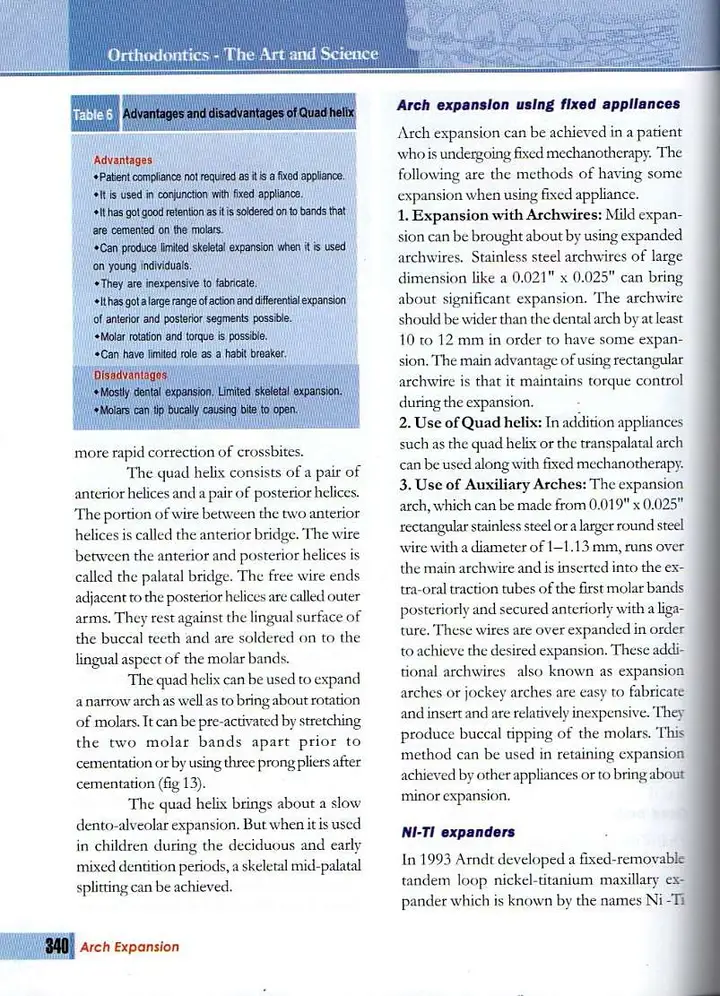 Orthodontics - The Art and Science
Table 6 Advantages and disadvantages of Quad helix
Advantages
•Patient compliance not required as it is a fixed appliance.
•It is used in conjunction with fixed appliance.
•It has got good retention as it is soldered on to bands that
are cemented on the molars.
•Can produce limited skeletal expansion when it is used
on young individuals.
•They are inexpensive to fabricate.
•It has got a large range of action and differential expansion
of anterior and posterior segments possible.
•Molar rotation and torque is possible.
•Can have limited role as a habit breaker.
Disadvantages
•Mostly dental expansion. Limited skeletal expansion.
•Molars can tip bucally causing bite to open.
more rapid correction of crossbites.
The quad helix consists of a pair of
anterior helices and a pair of posterior helices.
The portion of wire between the two anterior
helices is called the anterior bridge. The wire
between the anterior and posterior helices is
called the palatal bridge. The free wire ends
adjacent to the posterior helices are called outer
arms. They rest against the lingual surface of
the buccal teeth and are soldered on to the
lingual aspect of the molar bands.
The quad helix can be used to expand
a narrow arch as well as to bring about rotation
of molars. It can be pre-activated by stretching
the two molar bands apart prior to
cementation or by using three prong pliers after
cementation (fig 13).
The quad helix brings about a slow
dento-alveolar expansion. But when it is used
in children during the deciduous and early
mixed dentition periods, a skeletal mid-palatal
splitting can be achieved.
Arch expansion using fixed appliances
Arch expansion can be achieved in a patient
who is undergoing fixed mechanotherapy. The
following are the methods of having some
expansion when using fixed appliance.
1. Expansion with Archwires: Mild expan-
sion can be brought about by using expanded
archwires. Stainless steel archwires of large
dimension like a 0.021" x 0.025" can bring
about significant expansion. The archwire
should be wider than the dental arch by at least
10 to 12 mm in order to have some expan-
sion. The main advantage of using rectangular
archwire is that it maintains torque control
during the expansion.
2. Use of Quad helix: In addition appliances
such as the quad helix or the transpalatal arch
can be used along with fixed mechanotherapy.
3. Use of Auxiliary Arches: The expansion
arch, which can be made from 0.019" x 0.025"
rectangular stainless steel or a larger round steel
wire with a diameter of 1–1.13 mm, runs over
the main archwire and is inserted into the ex-
tra-oral traction tubes of the first molar bands
posteriorly and secured anteriorly with a liga-
ture. These wires are over expanded in order
to achieve the desired expansion. These addi-
tional archwires also known as expansion
arches or jockey arches are easy to fabricate
and insert and are relatively inexpensive. They
produce buccal tipping of the molars. This
method can be used in retaining expansion
achieved by other appliances or to bring about
minor expansion.
Ni-Ti expanders
In 1993 Arndt developed a fixed-removable
tandem loop nickel-titanium maxillary ex-
pander which is known by the names Ni -Ti
340 Arch Expansion